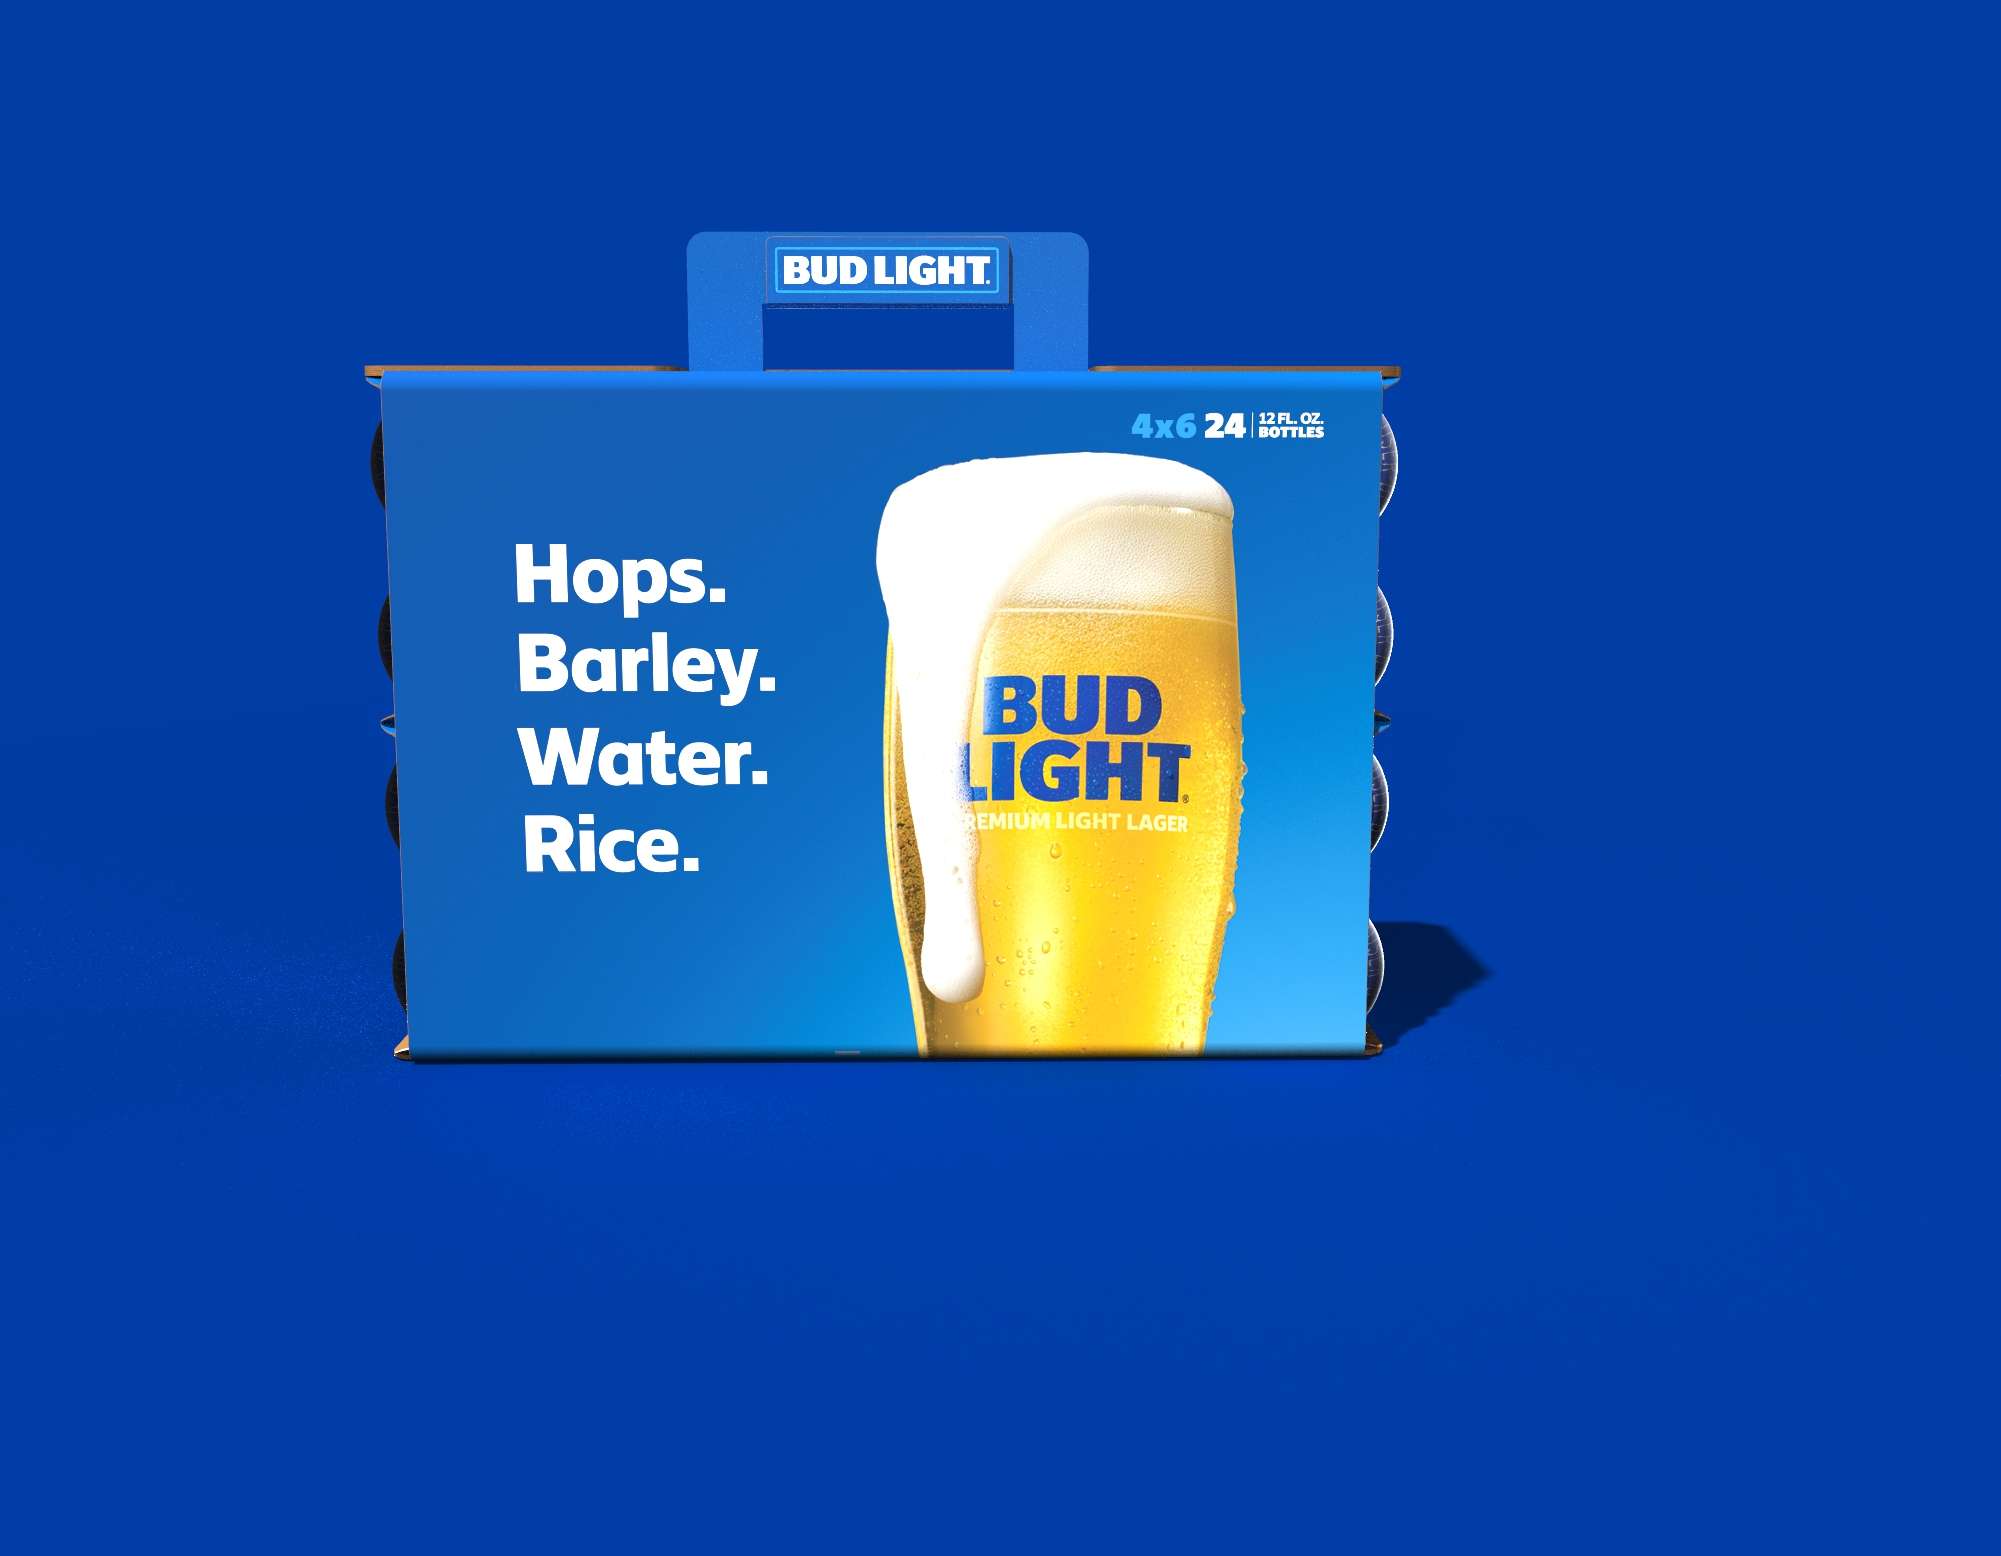 BUD LIGHT.
4x6 24 12 FL. OZ.
BOTTLES
Hops.
Barley.
Water.
Rice.
BUD
LIGHT®
REMIUM LIGHT LAGER